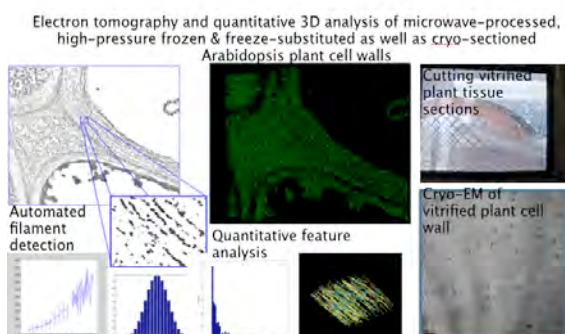 Electron tomography and quantitative 3D analysis of microwave-processed,
high-pressure frozen & freeze-substituted as well as cryo-sectioned
Arabidopsis plant cell walls
Cutting vitrified
plant tissue
sections
Cryo-EM of
vitrified plant cell
wall
Automated
filament
detection
Quantitative feature
analysis